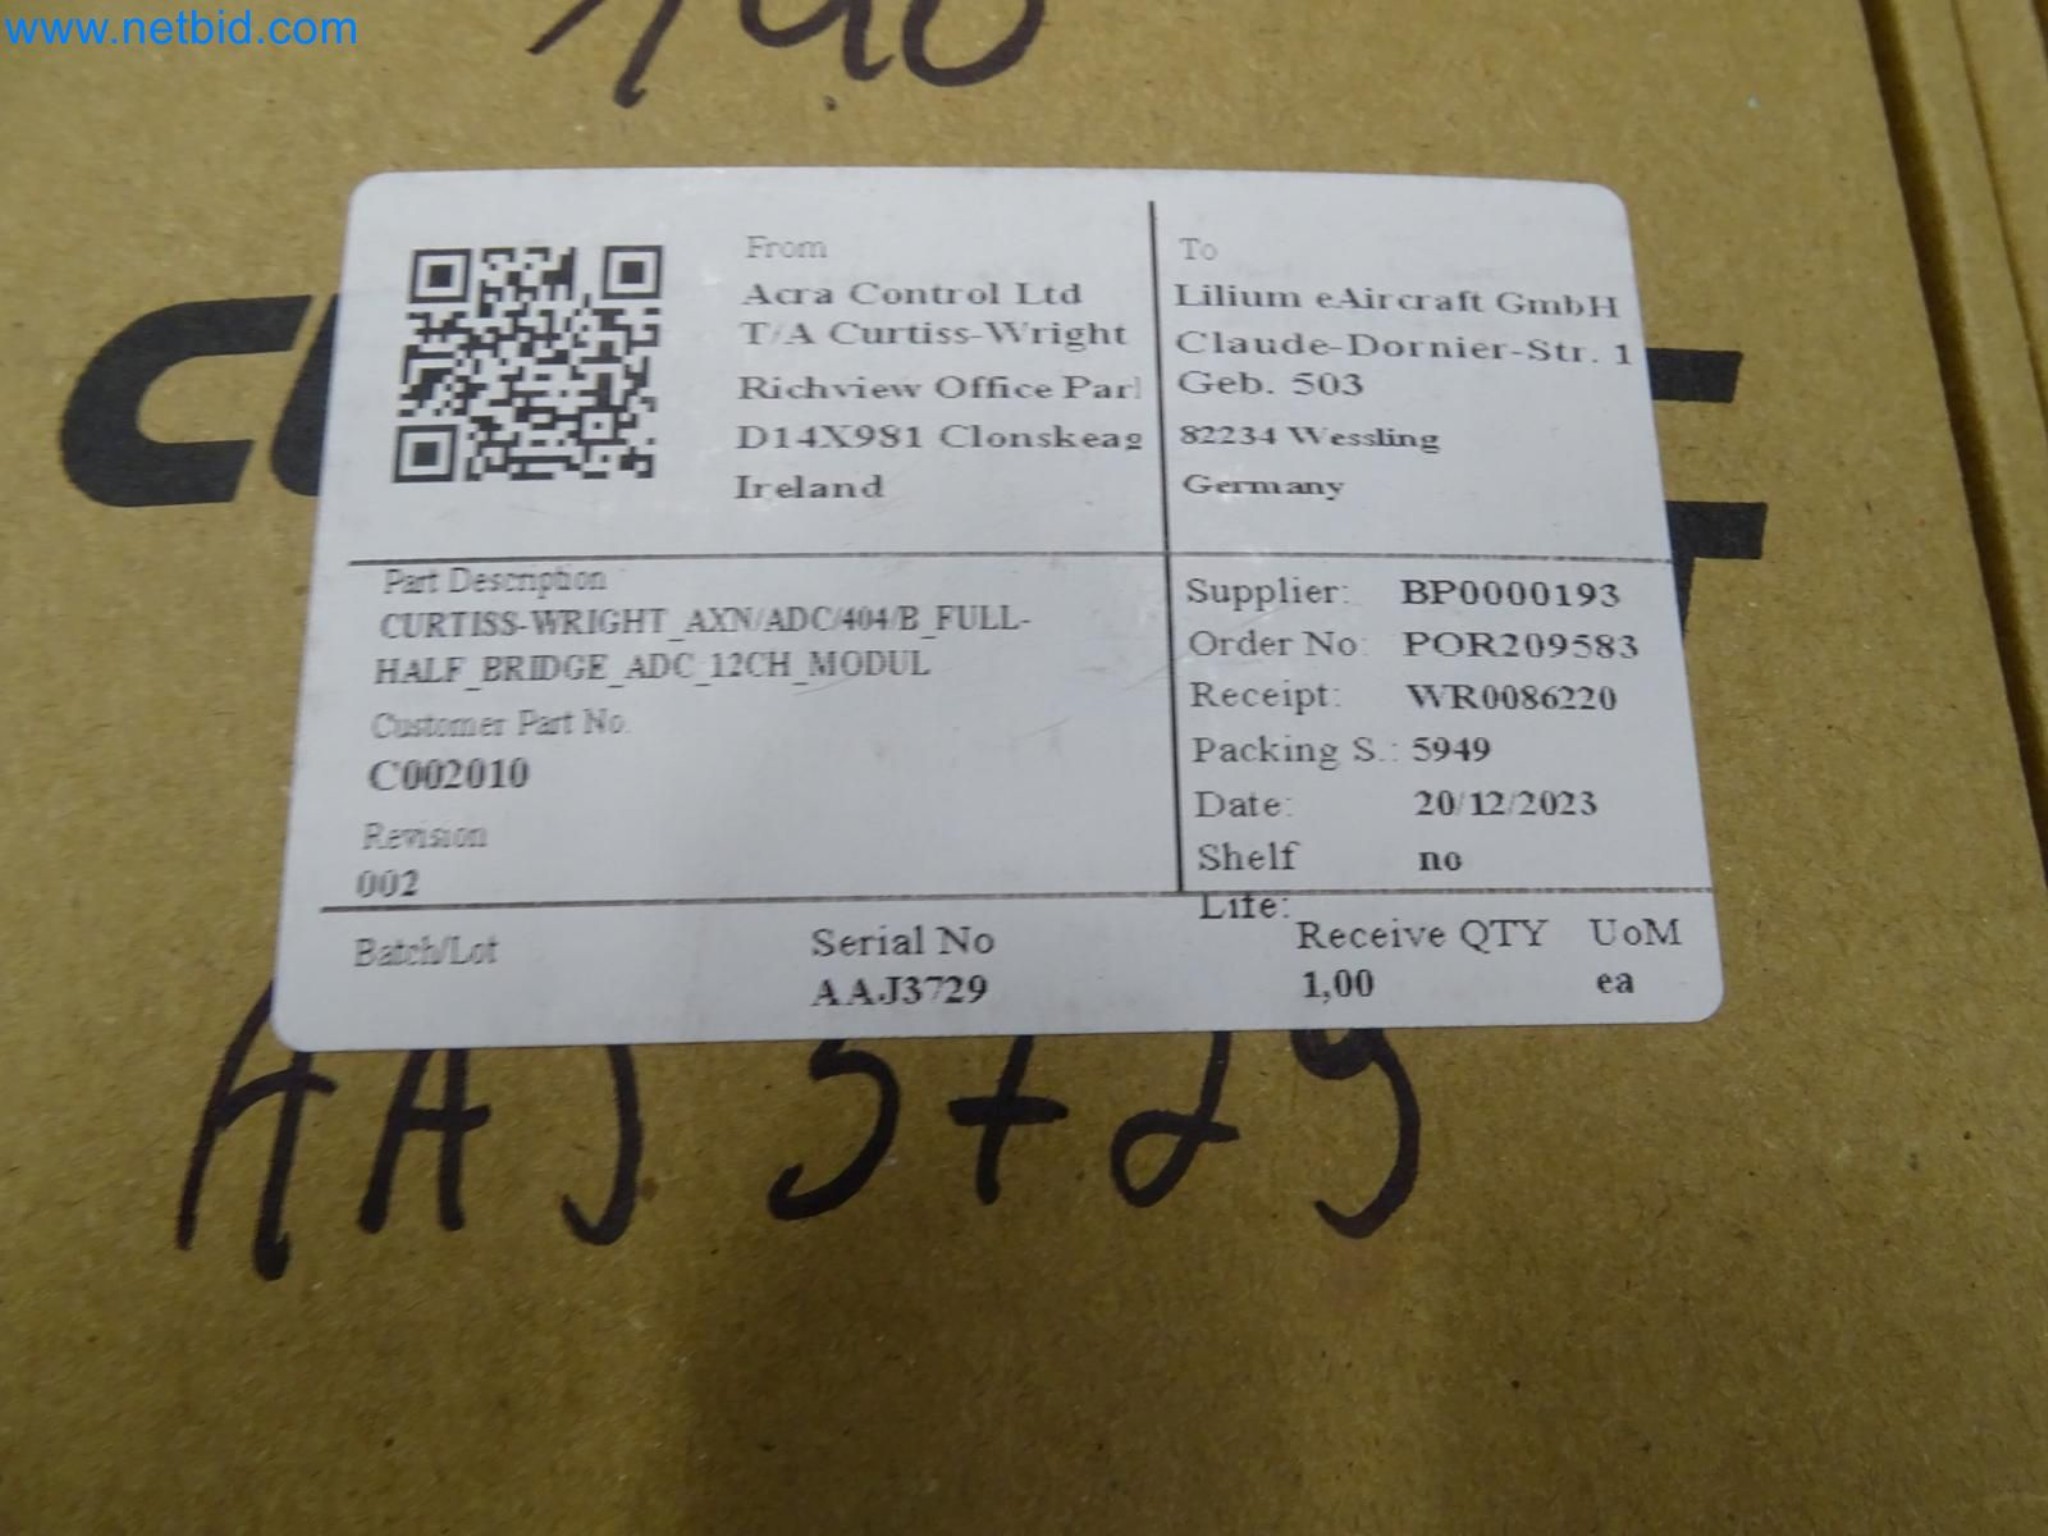 www.netbid.com
From
Acra Control Ltd
T/A Curtiss-Wright
Richview Office Par
D14X981 Clonskeag
Ireland
To
Lilium eAircraft GmbH
Claude-Dornier-Str. 1
Geb. 503
82234 Wessling
Germany
Part Description
CURTISS-WRIGHT_AXN/ADC/404/B_FULL-
HALF_BRIDGE_ADC_12CH_MODUL
Customer Part No.
C002010
Revision
002
Supplier: BP0000193
Order No: POR209583
Receipt: WR0086220
Packing S.: 5949
Date: 20/12/2023
Shelf no
Life:
Batch/Lot
Serial No
AAJ3729
Receive QTY UoM
1,00 ea
AAJ 3729